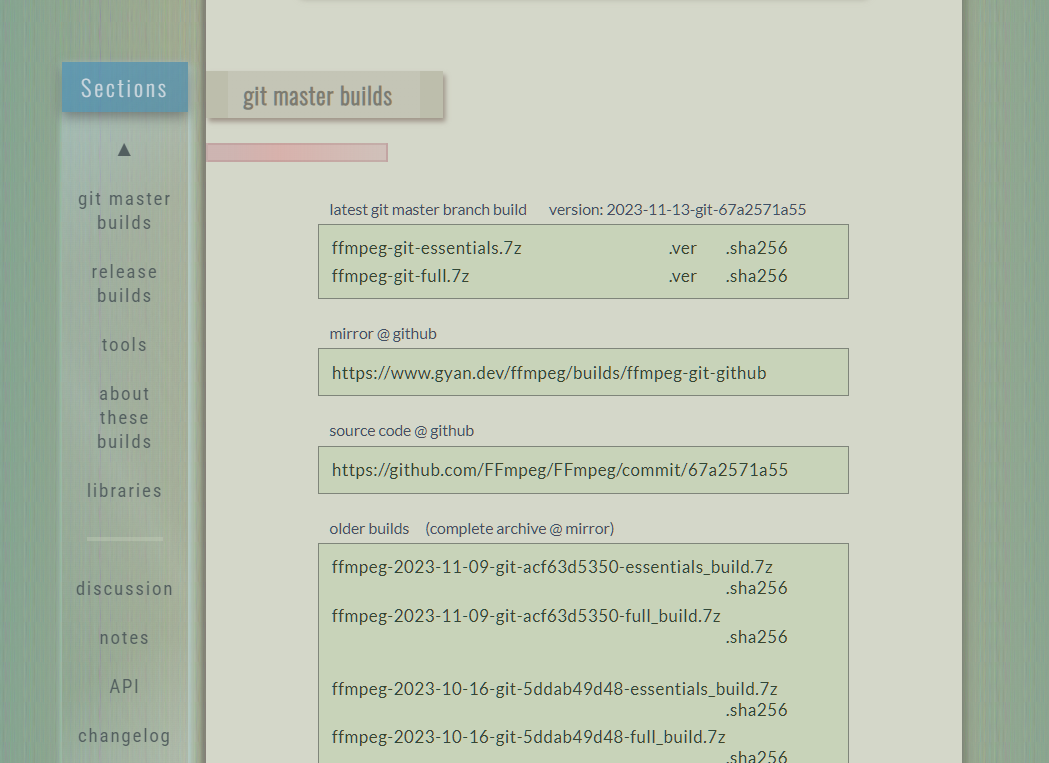 Sections
▲
git master
builds
release
builds
tools
about
these
builds
libraries
discussion
notes
API
changelog
git master builds
latest git master branch build version: 2023-11-13-git-67a2571a55
ffmpeg-git-essentials.7z .ver .sha256
ffmpeg-git-full.7z .ver .sha256
mirror @ github
https://www.gyan.dev/ffmpeg/builds/ffmpeg-git-github
source code @ github
https://github.com/FFmpeg/FFmpeg/commit/67a2571a55
older builds (complete archive @ mirror)
ffmpeg-2023-11-09-git-acf63d5350-essentials_build.7z
.sha256
ffmpeg-2023-11-09-git-acf63d5350-full_build.7z
.sha256
ffmpeg-2023-10-16-git-5ddab49d48-essentials_build.7z
.sha256
ffmpeg-2023-10-16-git-5ddab49d48-full_build.7z
.sha256